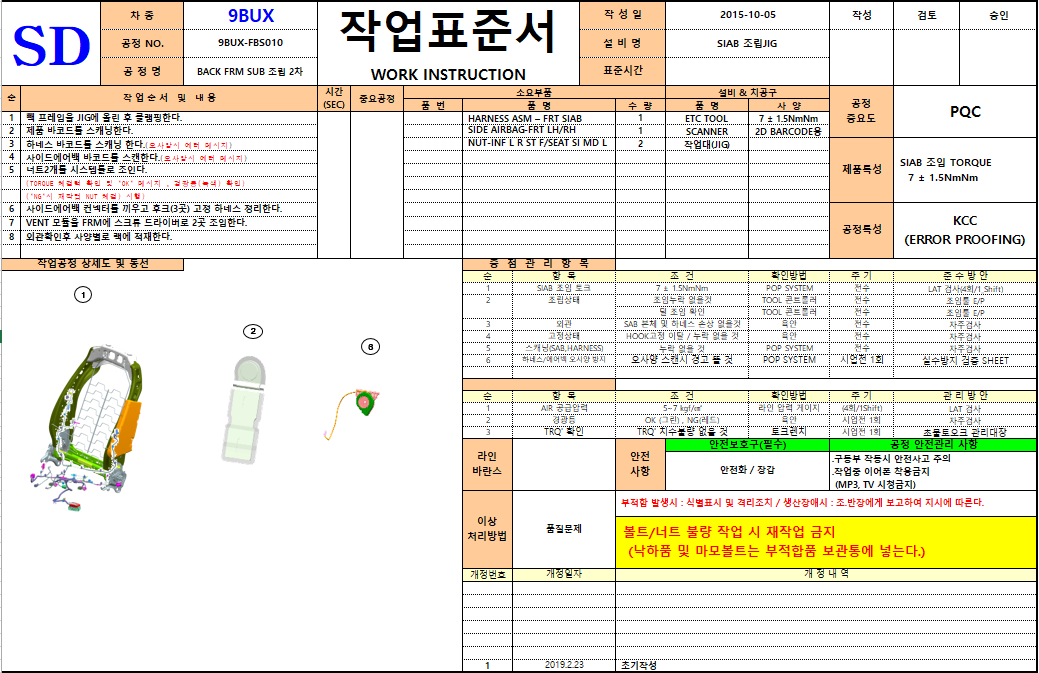 SD
차 종
9BUX
공정 NO.
9BUX-FBS010
공 정 명
BACK FRM SUB 조립 2차
작업표준서
WORK INSTRUCTION
작 성 일
2015-10-05
설 비 명
SIAB 조립JIG
표준시간
작성
검토
승인
순
작 업 순 서 및 내 용
시간
(SEC)
중요공정
소요부품
품 번
품 명
수 량
설비 & 치공구
품 명
사 양
공정
중요도
PQC
1 빽 프레임을 JIG에 올린 후 클램핑한다.
2 제품 바코드를 스캐닝한다.
3 하네스 바코드를 스캐닝 한다.(오사양시 에러 메시지)
4 사이드에어백 바코드를 스캔한다.(오사양시 에러 메시지)
5 너트2개를 시스템툴로 조인다.
(TORQUE 체결력 확인 및 "OK" 메시지 , 경광등(녹색) 확인)
("NG"시 재작업 NUT 체결) 시행)
6 사이드에어백 컨넥터를 끼우고 후크(3곳) 고정 하네스 정리한다.
7 VENT 모듈을 FRM에 스크류 드라이버로 2곳 조입한다.
8 외관확인후 사양별로 랙에 적재한다.
HARNESS ASM – FRT SIAB 1
SIDE AIRBAG-FRT LH/RH 1
NUT-INF L R ST F/SEAT SI MD L 2
ETC TOOL 7 ± 1.5NmNm
SCANNER 2D BARCODE용
작업대(JIG)
제품특성
SIAB 조임 TORQUE
7 ± 1.5NmNm
공정특성
KCC
(ERROR PROOFING)
작업공정 상세도 및 동선
1
2
6
중 점 관 리 항 목
순 항 목 조 건 확인방법 주 기 준 수 방 안
1 SIAB 조임 토크 7 ± 1.5NmNm POP SYSTEM 전수 LAT 검사(4회/1,Shift)
2 조립상태 조임누락 없을것 TOOL 콘트롤러 전수 조임툴 E/P
덜 조임 확인 TOOL 콘트롤러 전수 조임툴 E/P
3 외관 SAB 본체 및 하네스 손상 없을것 육안 전수 자주검사
4 고정상태 HOOK고정 이탈 / 누락 없을 것 육안 전수 자주검사
5 스캐닝(SAB,HARNESS) 누락 없을 것 POP SYSTEM 전수 자주검사
6 하네스/에어백 오사양 방지 오사양 스캔시 경고 뜰 것 POP SYSTEM 시업전 1회 실수방지 검증 SHEET
순 항 목 조 건 확인방법 주 기 관 리 방 안
1 AIR 공급압력 5~7 kgf/㎠ 라인 압력 게이지 (4회/1Shift) LAT 검사
2 경광등 OK (그린) , NG(레드) 육안 시업전 1회 자주검사
3 TRQ' 확인 TRQ' 치수불량 없을 것 토크렌치 시업전 1회 초물토오크 관리대장
라인
바란스
안전
사항
안전보호구(필수)
안전화 / 장갑
공정 안전관리 사항
.구동부 작동시 안전사고 주의
.작업중 이어폰 착용금지
(MP3, TV 시청금지)
이상
처리방법
품질문제
부적합 발생시 : 식별표시 및 격리조치 / 생산장애시 : 조.반장에게 보고하여 지시에 따른다.
볼트/너트 불량 작업 시 재작업 금지
(낙하품 및 마모볼트는 부적합품 보관통에 넣는다.)
개정번호 개정일자 개 정 내 역
1 2019.2.23 초기작성